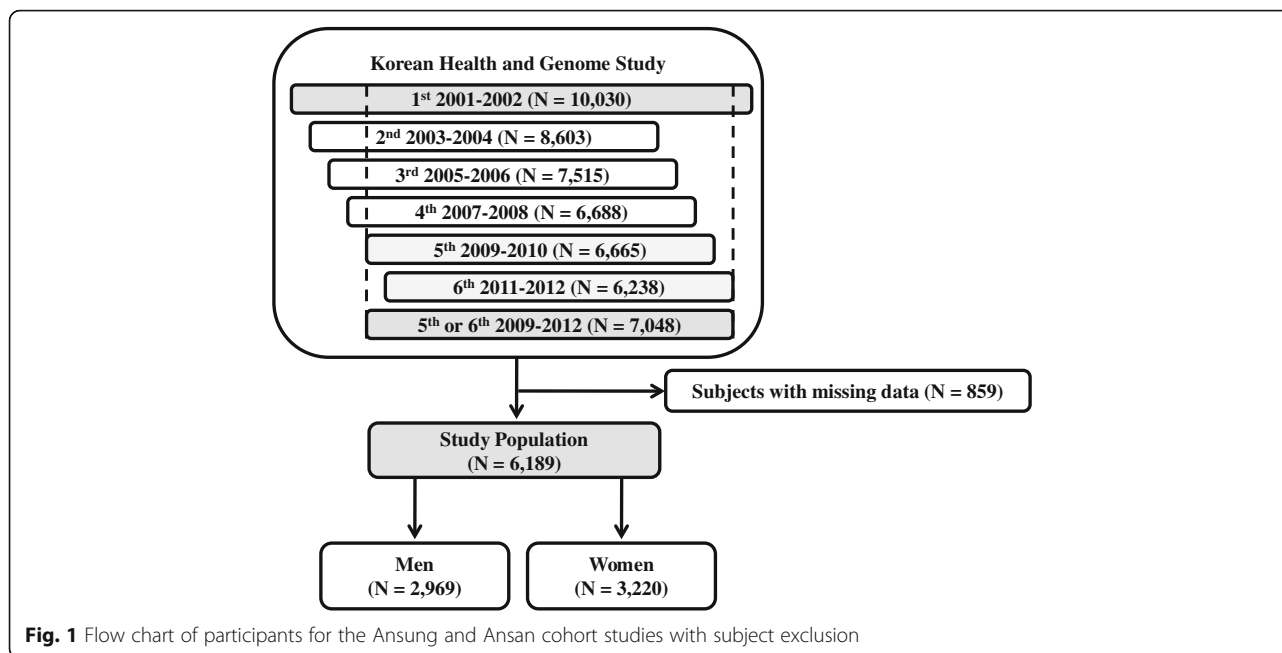 Korean Health and Genome Study
1st 2001-2002 (N = 10,030)
2nd 2003-2004 (N = 8,603)
3rd 2005-2006 (N = 7,515)
4th 2007-2008 (N = 6,688)
5th 2009-2010 (N = 6,665)
6th 2011-2012 (N = 6,238)
5th or 6th 2009-2012 (N = 7,048)
Subjects with missing data (N = 859)
Study Population
(N = 6,189)
Men
(N = 2,969)
Women
(N = 3,220)
Fig. 1 Flow chart of participants for the Ansung and Ansan cohort studies with subject exclusion